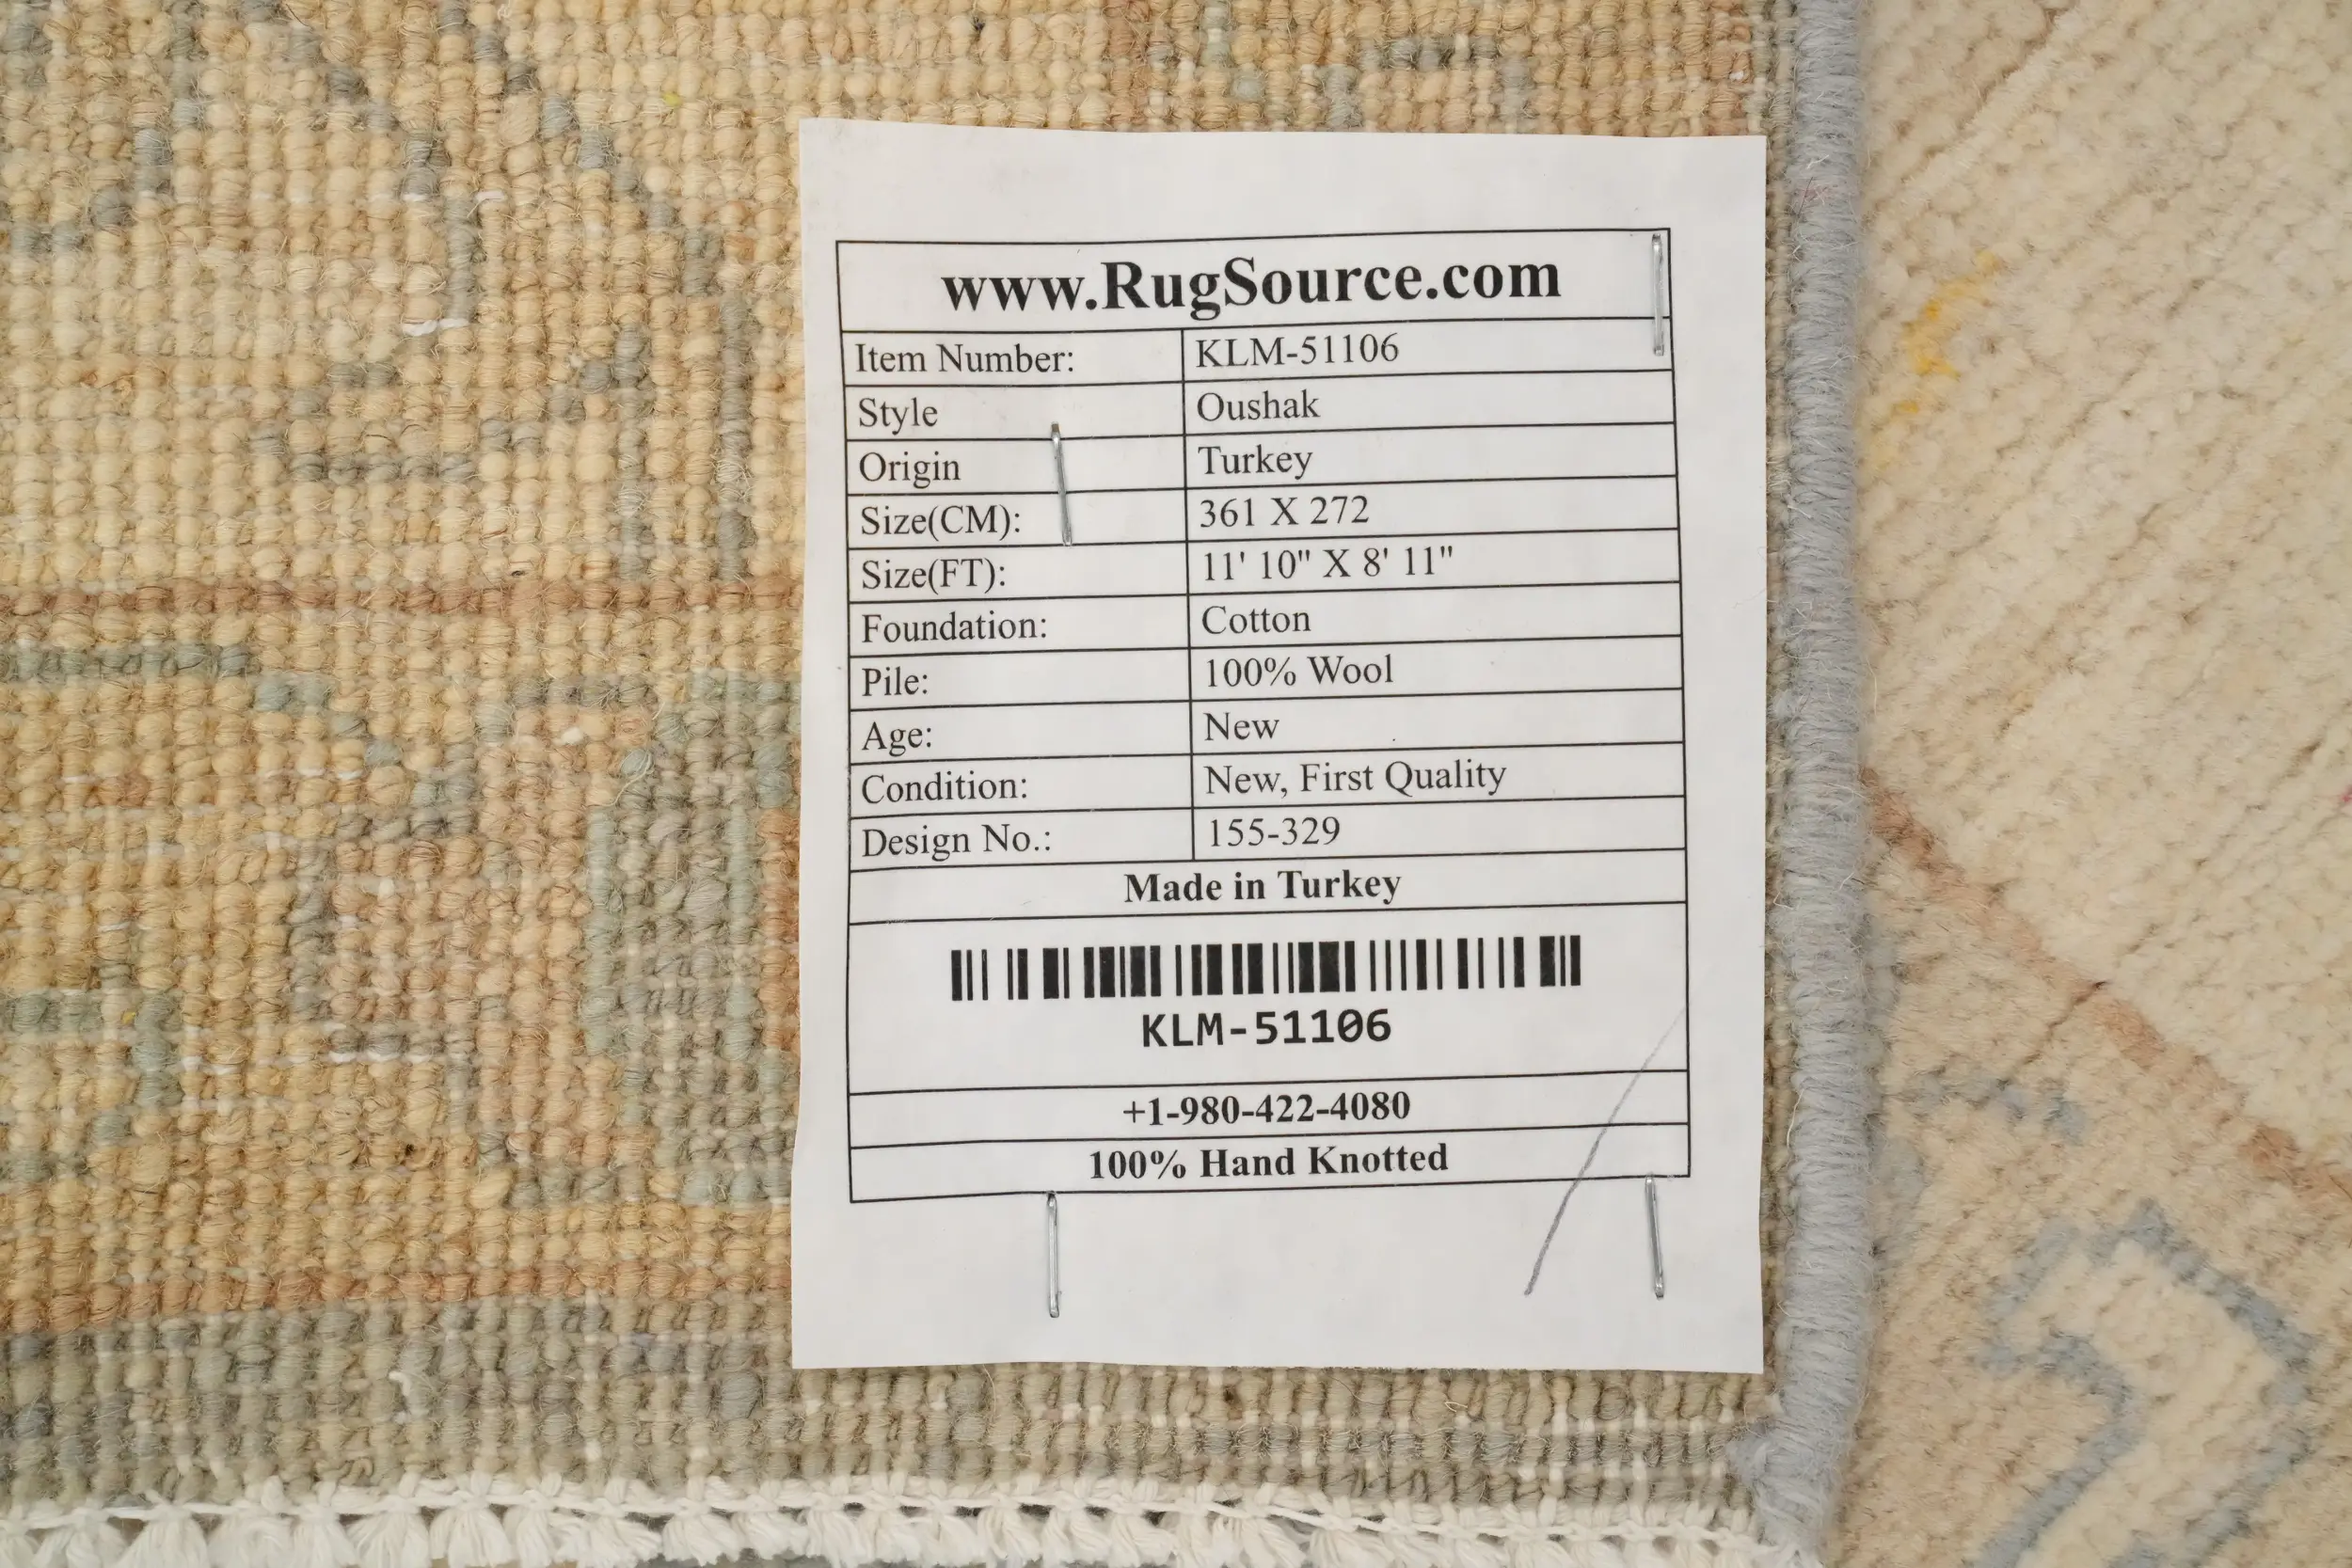 www.RugSource.com
Item Number: KLM-51106
Style Oushak
Origin Turkey
Size(CM): 361 X 272
Size(FT): 11' 10" X 8' 11"
Foundation: Cotton
Pile: 100% Wool
Age: New
Condition: New, First Quality
Design No.: 155-329
Made in Turkey
KLM-51106
+1-980-422-4080
100% Hand Knotted